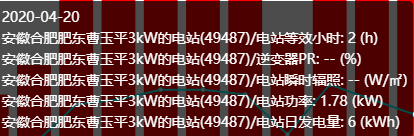 2020-04-20
安徽合肥肥东曹玉平3kW的电站(49487)/电站等效小时: 2 (h)
安徽合肥肥东曹玉平3kW的电站(49487)/逆变器PR: -- (%)
安徽合肥肥东曹玉平3kW的电站(49487)/电站瞬时辐照: -- (W/㎡)
安徽合肥肥东曹玉平3kW的电站(49487)/电站功率: 1.78 (kW)
安徽合肥肥东曹玉平3kW的电站(49487)/电站日发电量: 6 (kWh)